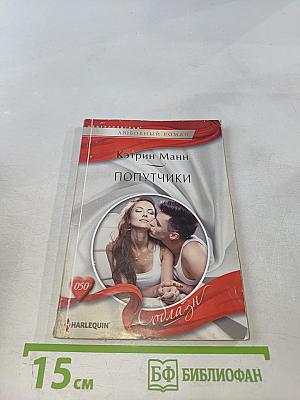 ЛЮБОВНЫЙ РОМАН
Кэтрин Манн
ПОПУТЧИКИ
050
Соблазн
HARLEQUIN
15 см
БФ БИБЛИОФАН